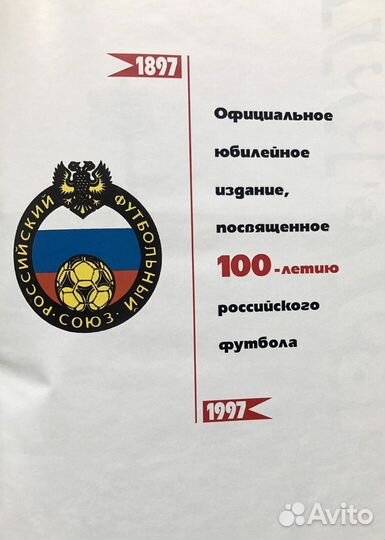 1897
Официальное
юбилейное
издание,
посвященное
100-летию
российского
футбола
1997
РОССИЙСКИЙ ФУТБОЛЬНЫЙ
·СОЮЗ·
Avito